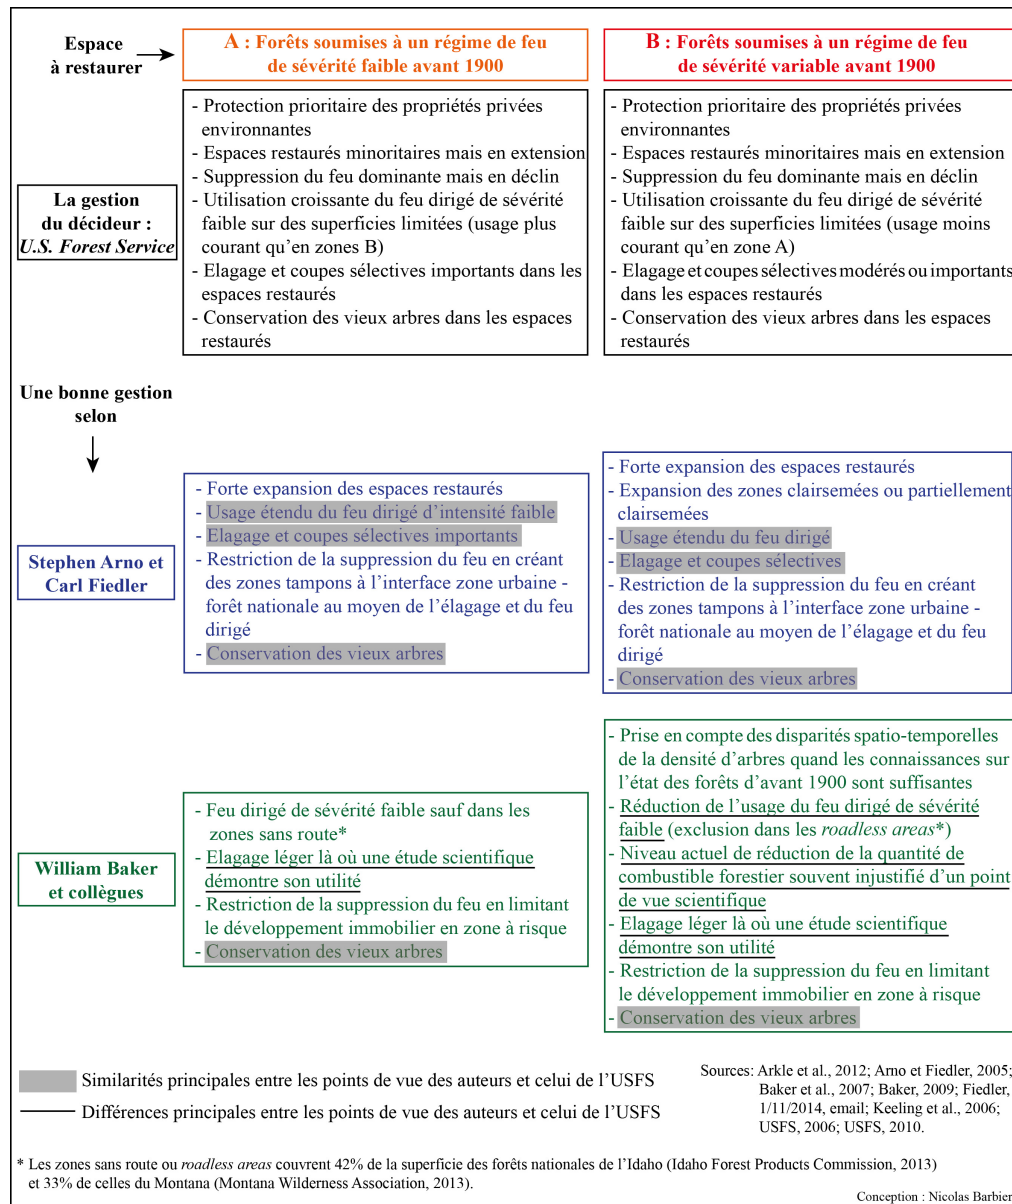 Espace
à restaurer
A : Forêts soumises à un régime de feu
de sévérité faible avant 1900
B : Forêts soumises à un régime de feu
de sévérité variable avant 1900
La gestion
du décideur :
U.S. Forest Service
- Protection prioritaire des propriétés privées
environnantes
- Espaces restaurés minoritaires mais en extension
- Suppression du feu dominante mais en déclin
- Utilisation croissante du feu dirigé de sévérité
faible sur des superficies limitées (usage plus
courant qu'en zones B)
- Elagage et coupes sélectives importants dans les
espaces restaurés
- Conservation des vieux arbres dans les espaces
restaurés
- Protection prioritaire des propriétés privées
environnantes
- Espaces restaurés minoritaires mais en extension
- Suppression du feu dominante mais en déclin
- Utilisation croissante du feu dirigé de sévérité
faible sur des superficies limitées (usage moins
courant qu'en zone A)
- Elagage et coupes sélectives modérés ou importants
dans les espaces restaurés
- Conservation des vieux arbres dans les espaces
restaurés
Une bonne gestion
selon
Stephen Arno et
Carl Fiedler
- Forte expansion des espaces restaurés
- Usage étendu du feu dirigé d'intensité faible
- Elagage et coupes sélectives importants
- Restriction de la suppression du feu en créant
des zones tampons à l'interface zone urbaine -
forêt nationale au moyen de l'élagage et du feu
dirigé
- Conservation des vieux arbres
- Forte expansion des espaces restaurés
- Expansion des zones clairsemées ou partiellement
clairsemées
- Usage étendu du feu dirigé
- Elagage et coupes sélectives
- Restriction de la suppression du feu en créant
des zones tampons à l'interface zone urbaine -
forêt nationale au moyen de l'élagage et du feu
dirigé
- Conservation des vieux arbres
William Baker
et collègues
- Feu dirigé de sévérité faible sauf dans les
zones sans route*
- Elagage léger là où une étude scientifique
démontre son utilité
- Restriction de la suppression du feu en limitant
le développement immobilier en zone à risque
- Conservation des vieux arbres
- Prise en compte des disparités spatio-temporelles
de la densité d'arbres quand les connaissances sur
l'état des forêts d'avant 1900 sont suffisantes
- Réduction de l'usage du feu dirigé de sévérité
faible (exclusion dans les roadless areas*)
- Niveau actuel de réduction de la quantité de
combustible forestier souvent injustifié d'un point
de vue scientifique
- Elagage léger là où une étude scientifique
démontre son utilité
- Restriction de la suppression du feu en limitant
le développement immobilier en zone à risque
- Conservation des vieux arbres
Similarités principales entre les points de vue des auteurs et celui de l'USFS
Différences principales entre les points de vue des auteurs et celui de l'USFS
Sources: Arkle et al., 2012; Arno et Fiedler, 2005;
Baker et al., 2007; Baker, 2009; Fiedler,
1/11/2014, email; Keeling et al., 2006;
USFS, 2006; USFS, 2010.
* Les zones sans route ou roadless areas couvrent 42% de la superficie des forêts nationales de l'Idaho (Idaho Forest Products Commission, 2013)
et 33% de celles du Montana (Montana Wilderness Association, 2013).
Conception : Nicolas Barbier